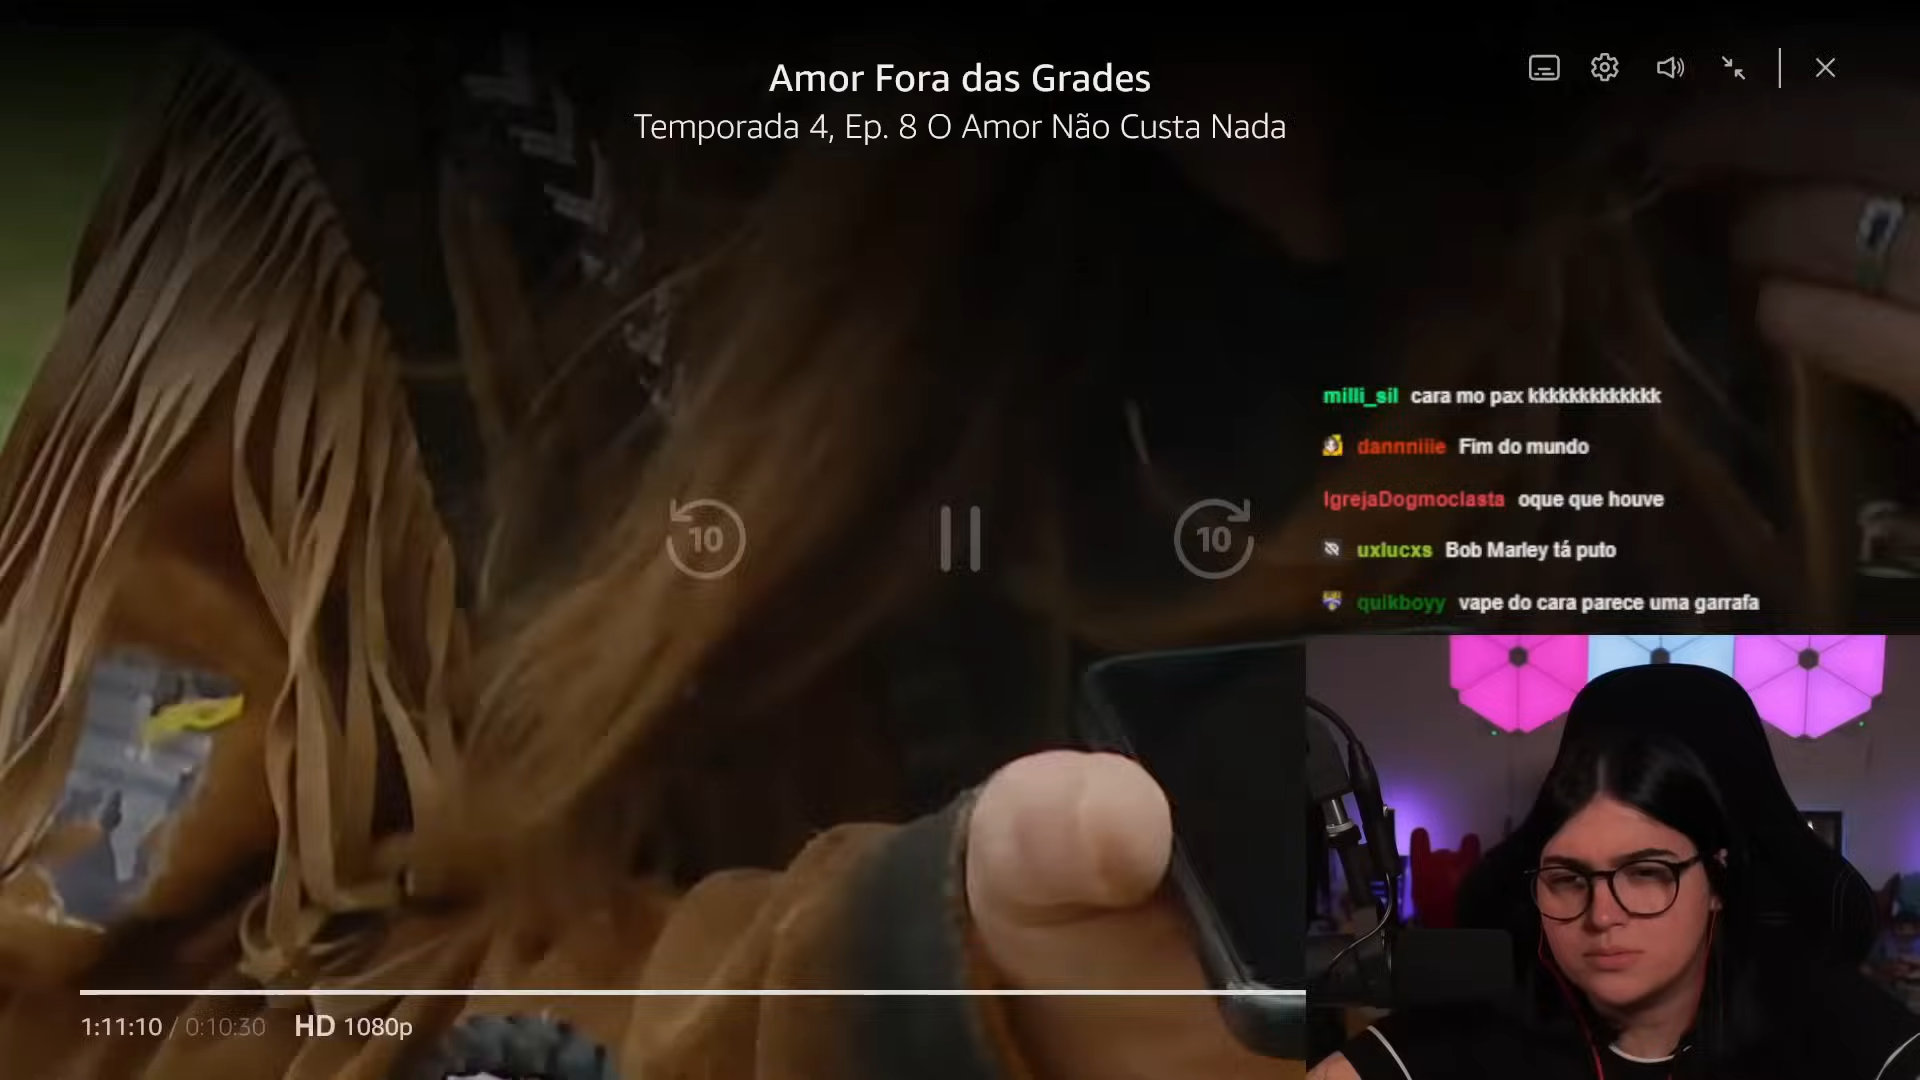 Amor Fora das Grades
Temporada 4, Ep. 8 O Amor Não Custa Nada
milli_sil cara mo pax kkkkkkkkkkkkk
dannniiie Fim do mundo
IgrejaDogmoclasta oque que houve
10
10
uxlucxs Bob Marley tá puto
quikboyy vape do cara parece uma garrafa
1:11:10 / 0:10:30 HD 1080p